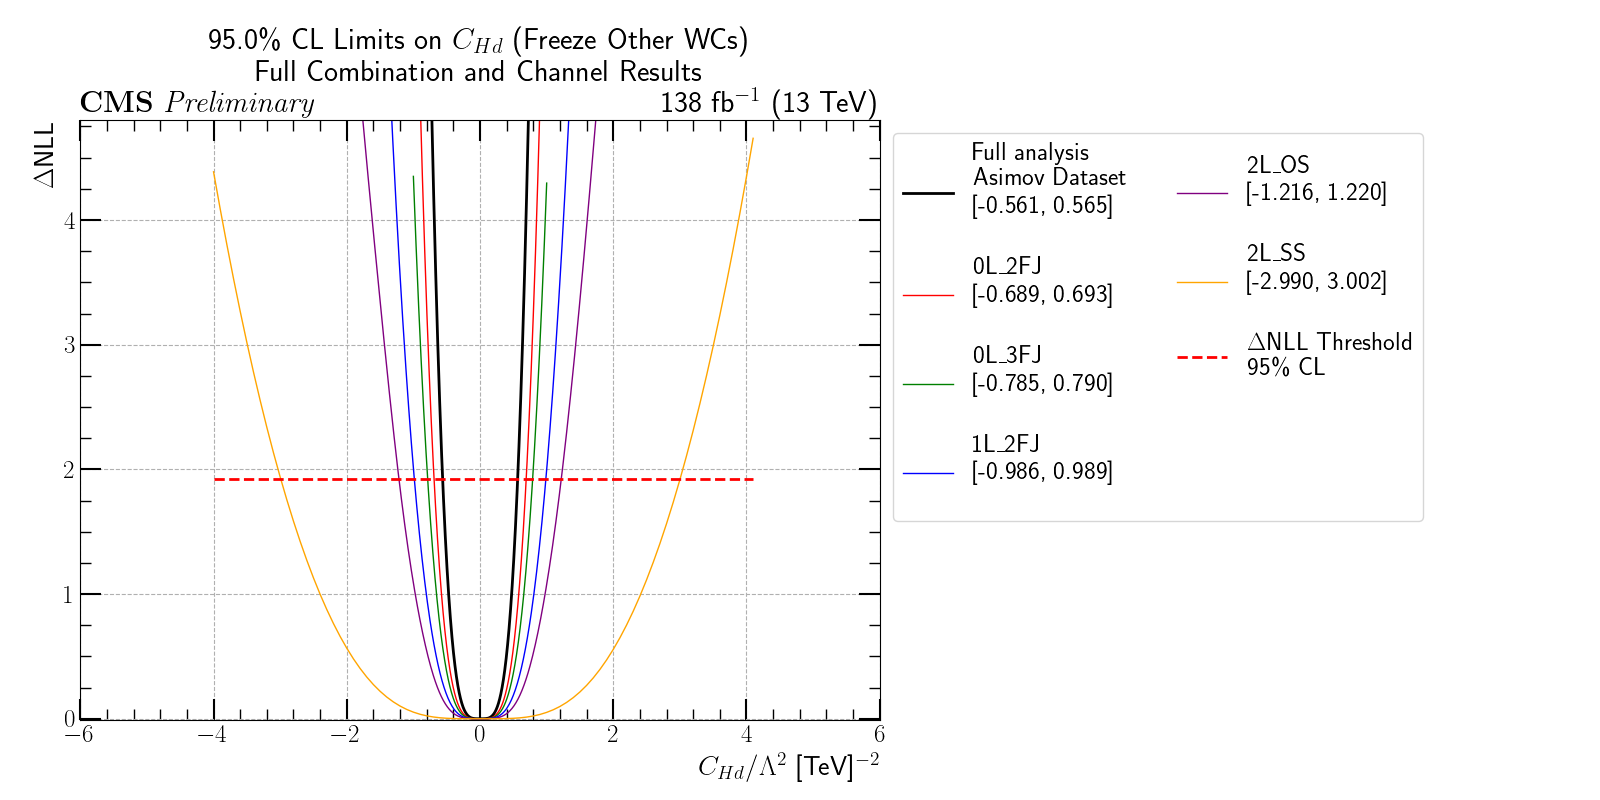 95.0% CL Limits on C_{Hd} (Freeze Other WCs)
Full Combination and Channel Results
CMS Preliminary
138 fb^{-1} (13 TeV)
ΔNLL
4
3
2
1
0
−6
−4
−2
0
2
4
6
C_{Hd}/Λ^2 [TeV]^{-2}
Full analysis
Asimov Dataset
[-0.561, 0.565]
0L_2FJ
[-0.689, 0.693]
0L_3FJ
[-0.785, 0.790]
1L_2FJ
[-0.986, 0.989]
2L_OS
[-1.216, 1.220]
2L_SS
[-2.990, 3.002]
ΔNLL Threshold
95% CL